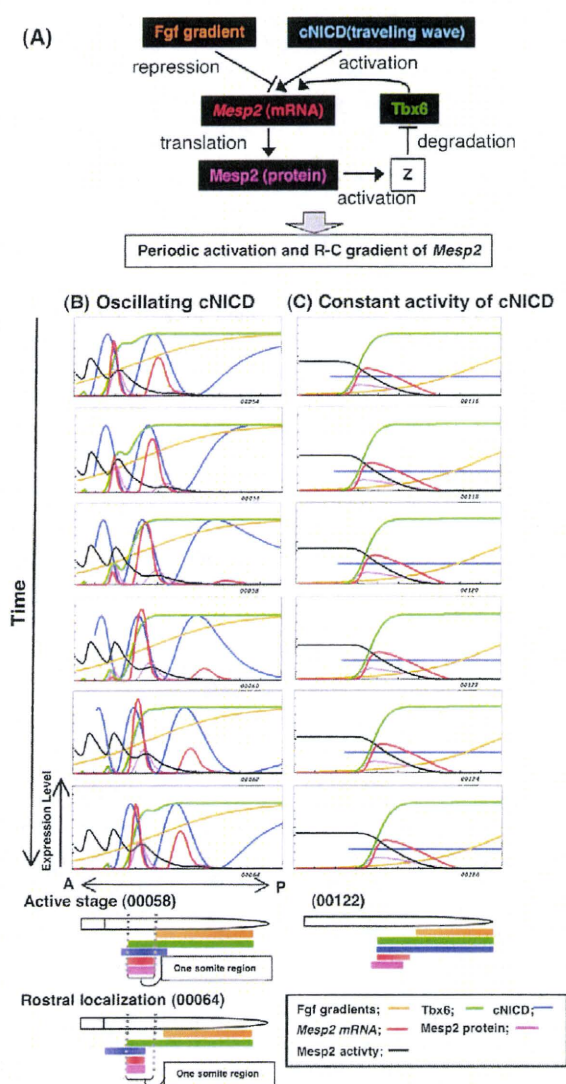 (A)
Fgf gradient
cNICD(traveling wave)
repression
activation
Mesp2 (mRNA)
Tbx6
translation
degradation
Mesp2 (protein)
Z
activation
Periodic activation and R-C gradient of Mesp2
(B) Oscillating cNICD
(C) Constant activity of cNICD
Time
Expression Level
A
P
Active stage (00058)
(00122)
One somite region
Rostral localization (00064)
One somite region
Fgf gradients;
Tbx6;
cNICD;
Mesp2 mRNA;
Mesp2 protein;
Mesp2 activty;